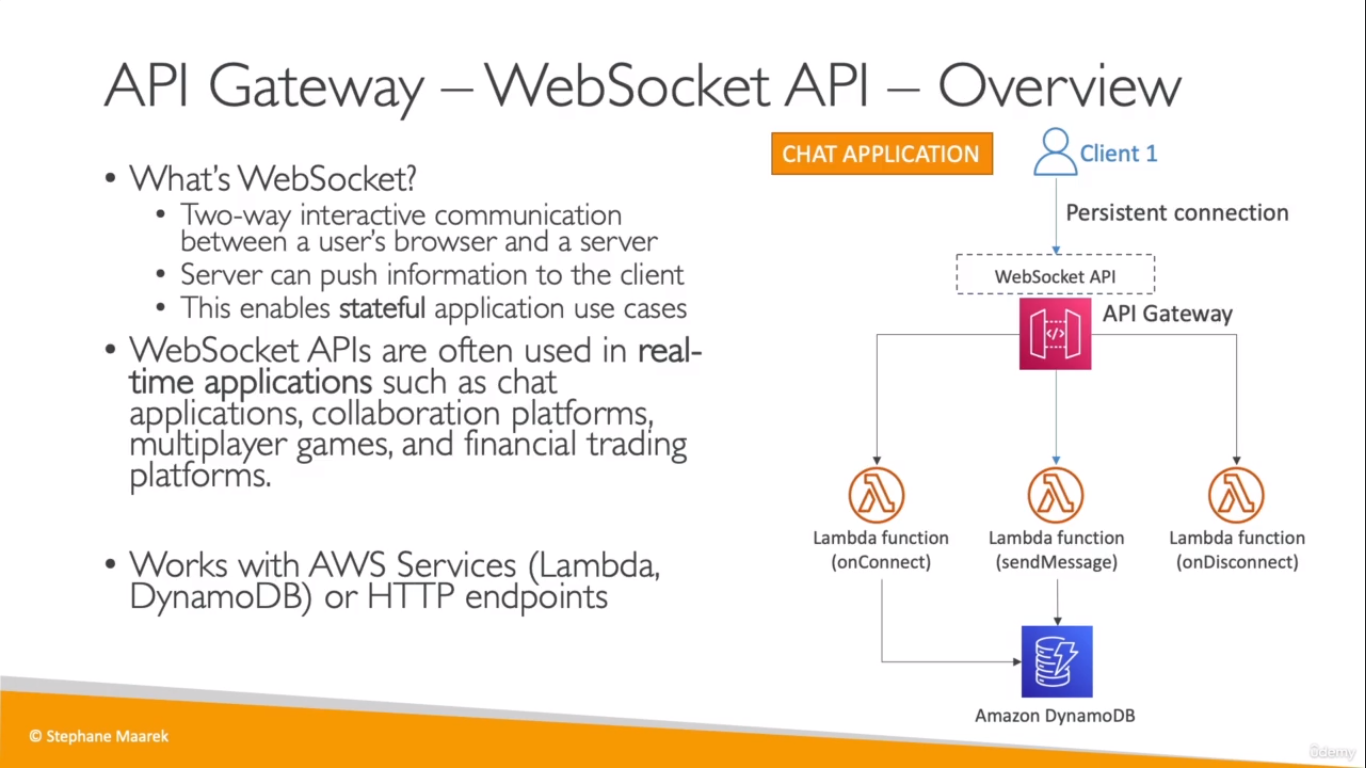 API Gateway – WebSocket API – Overview
• What's WebSocket?
• Two-way interactive communication
between a user's browser and a server
• Server can push information to the client
• This enables stateful application use cases
• WebSocket APIs are often used in real-
time applications such as chat
applications, collaboration platforms,
multiplayer games, and financial trading
platforms.
• Works with AWS Services (Lambda,
DynamoDB) or HTTP endpoints
CHAT APPLICATION
Client 1
Persistent connection
WebSocket API
API Gateway
</>
Lambda function
(onConnect)
Lambda function
(sendMessage)
Lambda function
(onDisconnect)
Amazon DynamoDB
© Stephane Maarek
ûdemy